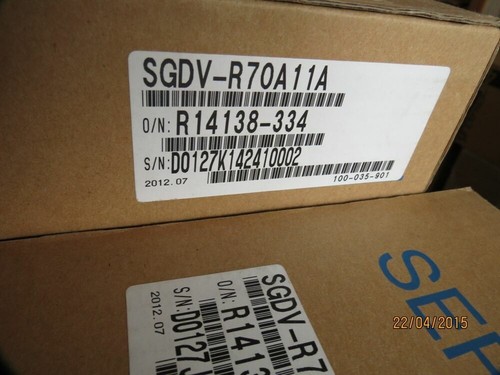 SGDV-R70A11A
O/N: R14138-334
S/N: D0127K142410002
2012.07
100-035-901
SGDV-R7
O/N: R1413
S/N: D0127
2012.07
SER
22/04/2015